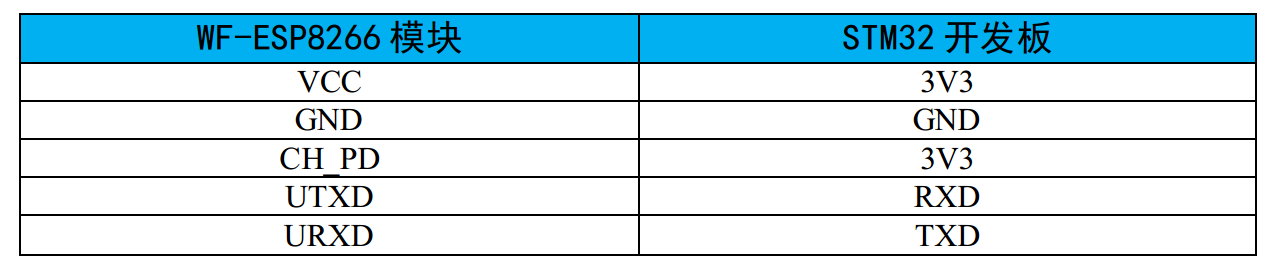 WF-ESP8266 模块 STM32 开发板
VCC 3V3
GND GND
CH_PD 3V3
UTXD RXD
URXD TXD